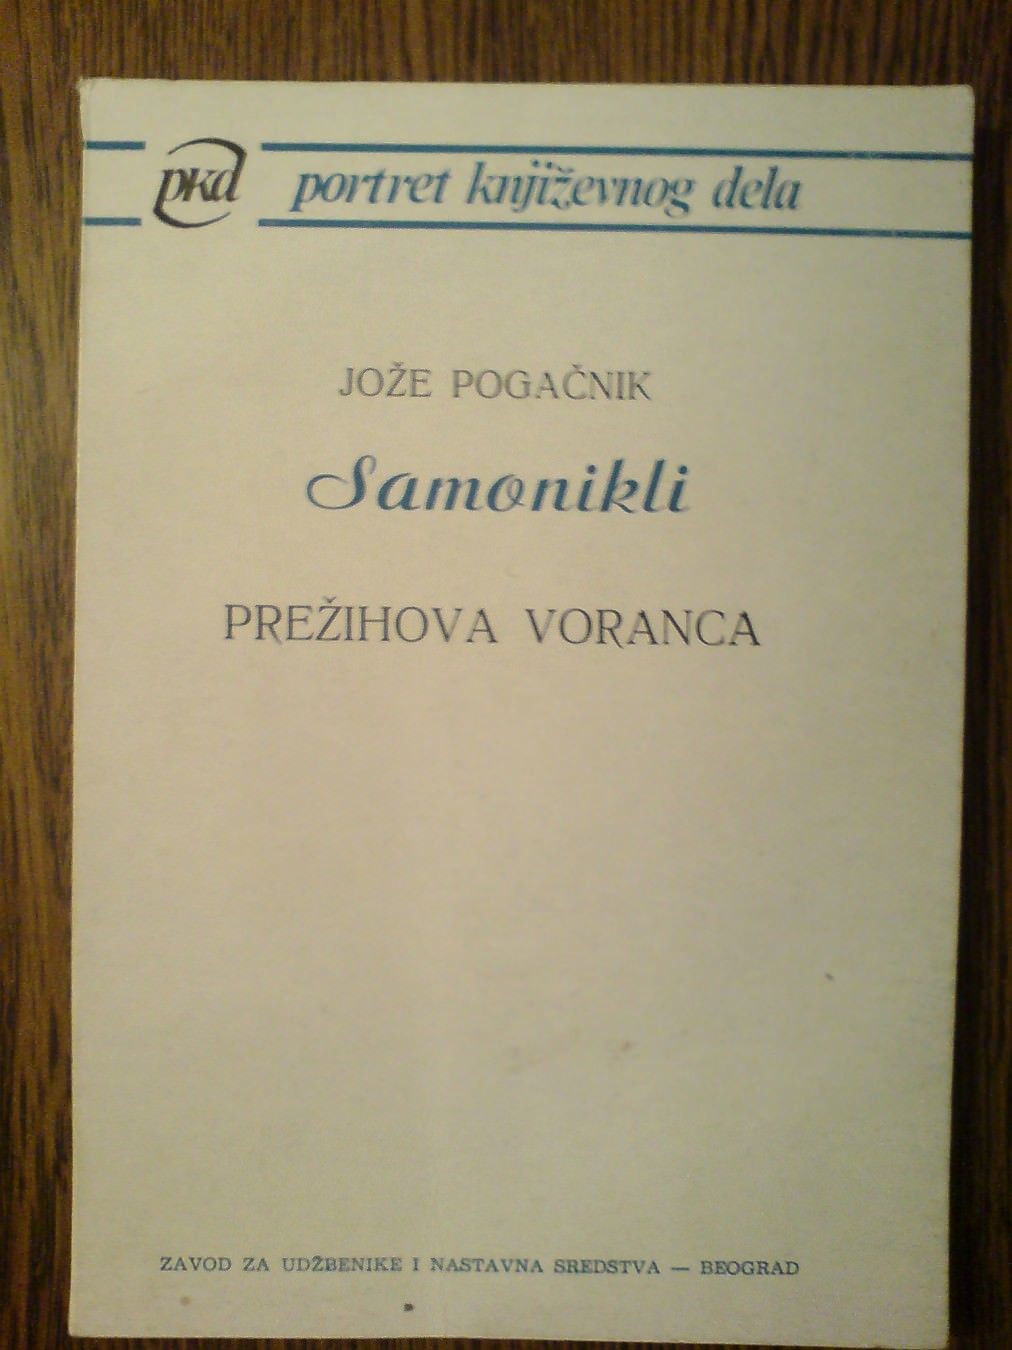 pkd portret književnog dela
JOŽE POGAČNIK
Samonikli
PREŽIHOVA VORANCA
ZAVOD ZA UDŽBENIKE I NASTAVNA SREDSTVA — BEOGRAD